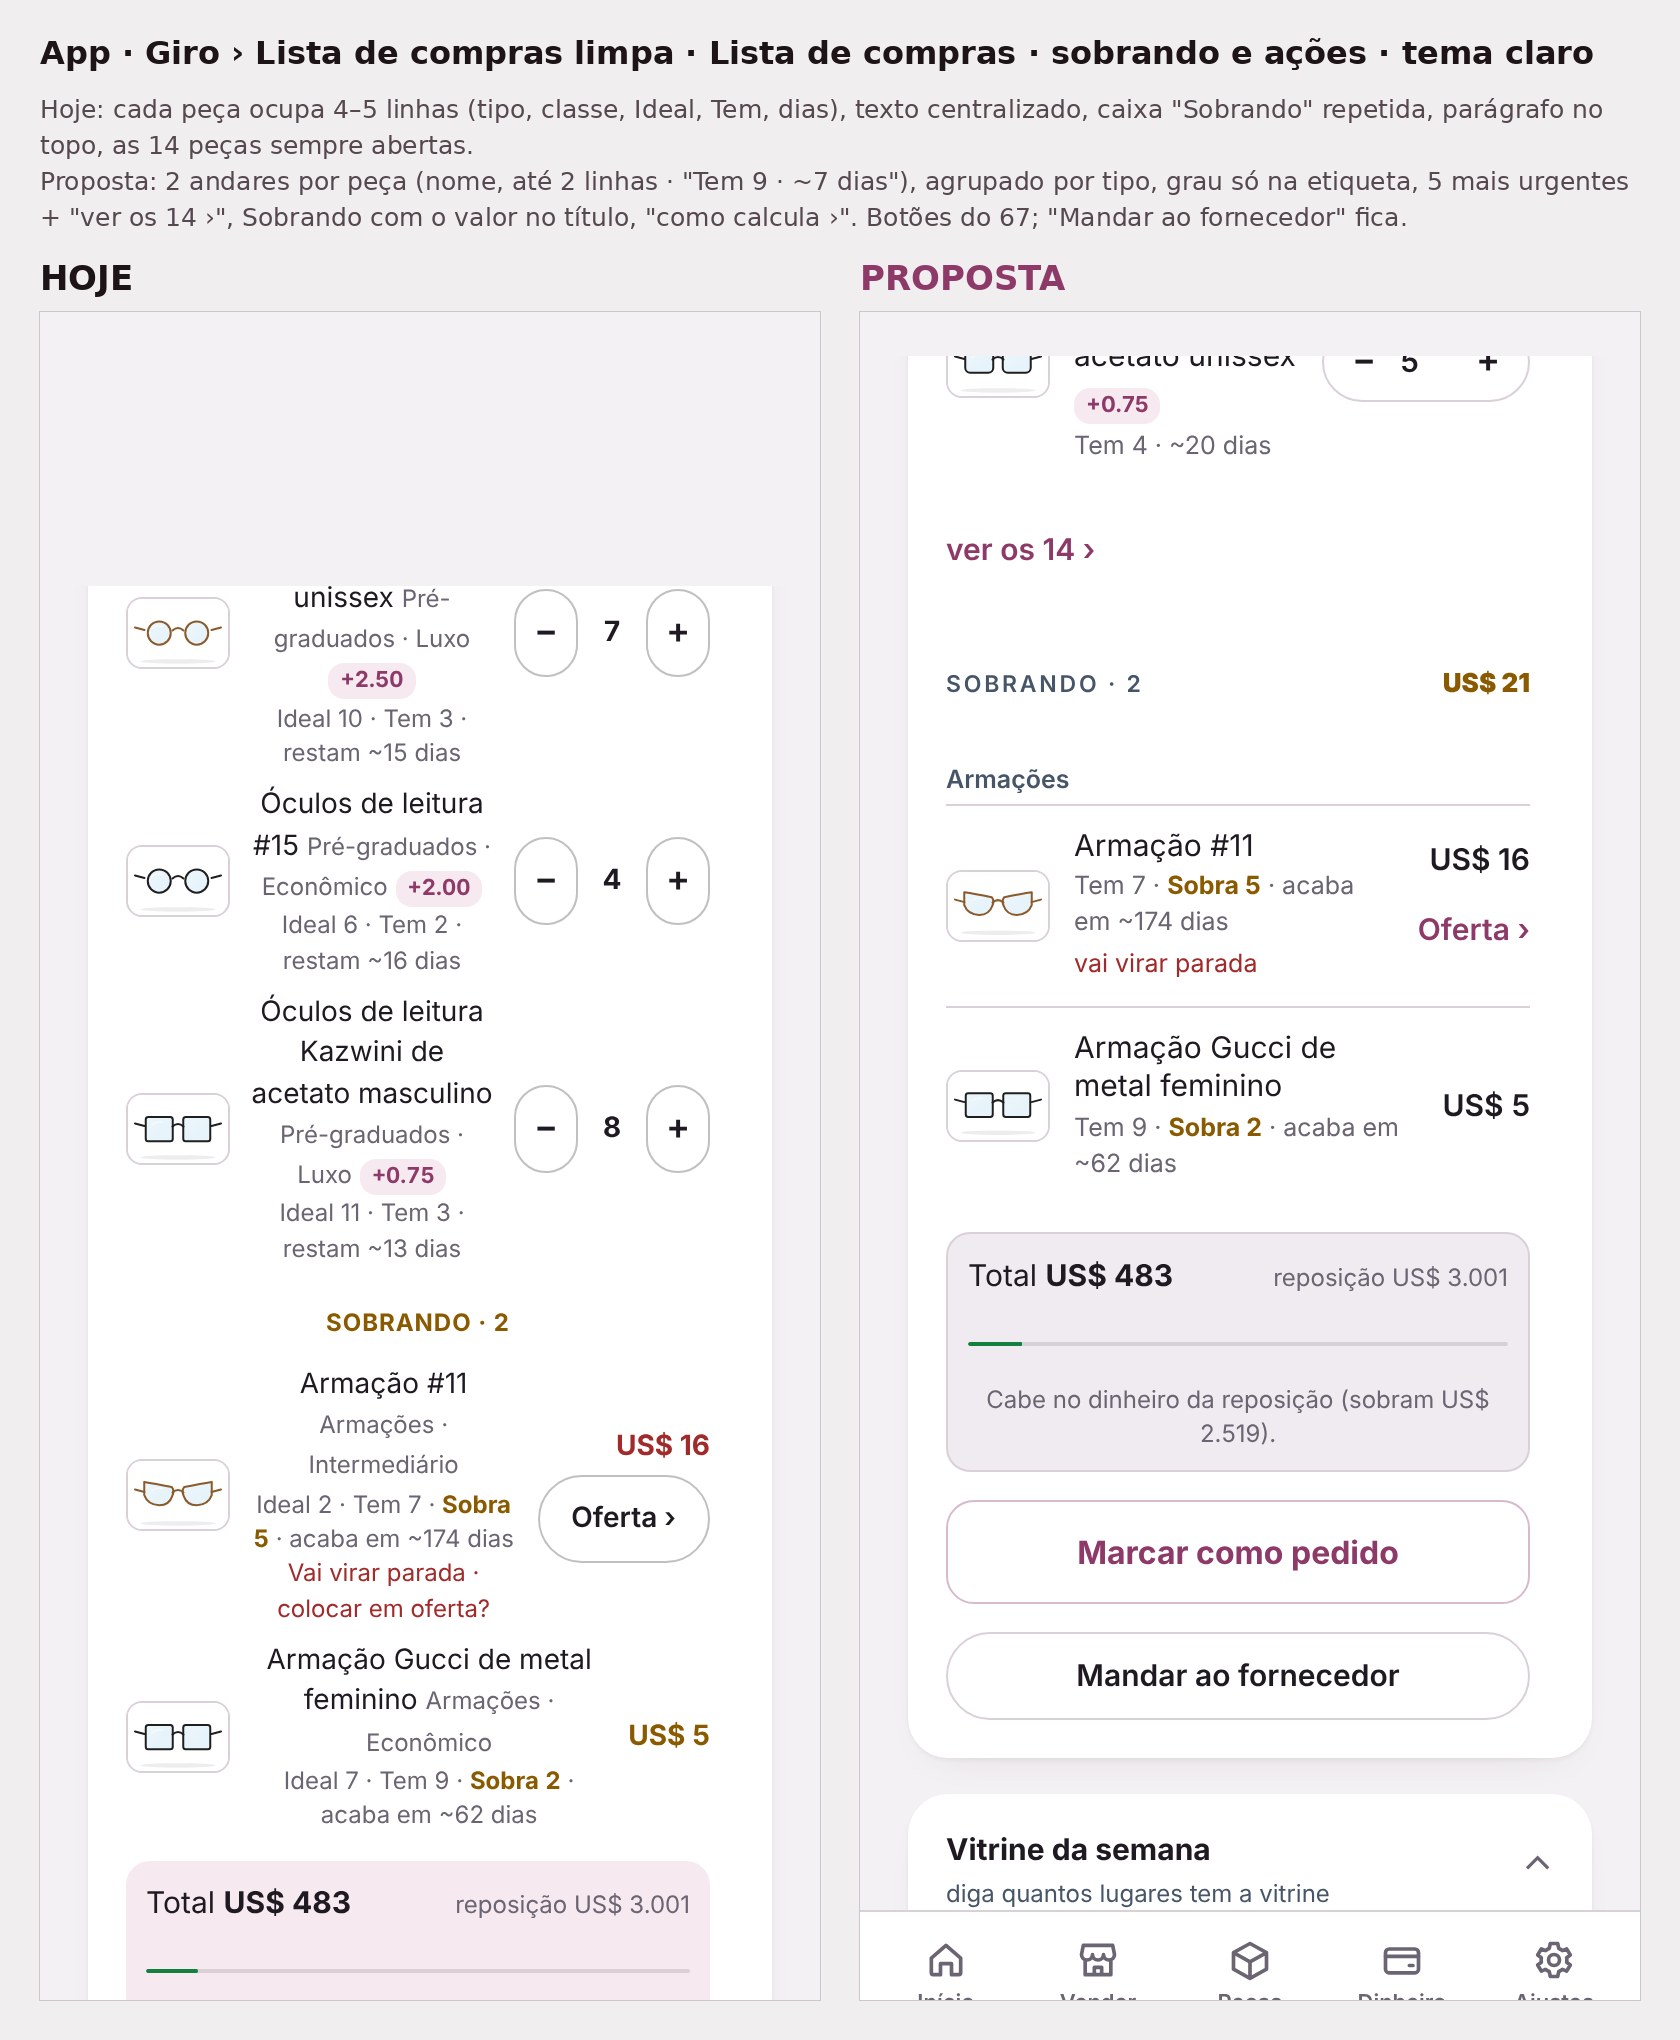 App · Giro › Lista de compras limpa · Lista de compras · sobrando e ações · tema claro
Hoje: cada peça ocupa 4–5 linhas (tipo, classe, Ideal, Tem, dias), texto centralizado, caixa "Sobrando" repetida, parágrafo no
topo, as 14 peças sempre abertas.
Proposta: 2 andares por peça (nome, até 2 linhas · "Tem 9 · ~7 dias"), agrupado por tipo, grau só na etiqueta, 5 mais urgentes
+ "ver os 14 ›", Sobrando com o valor no título, "como calcula ›". Botões do 67; "Mandar ao fornecedor" fica.
HOJE
unissex Pré-
graduados · Luxo
+2.50
Ideal 10 · Tem 3 ·
restam ~15 dias
− 7 +
Óculos de leitura
#15 Pré-graduados ·
Econômico +2.00
Ideal 6 · Tem 2 ·
restam ~16 dias
− 4 +
Óculos de leitura
Kazwini de
acetato masculino
Pré-graduados ·
Luxo +0.75
Ideal 11 · Tem 3 ·
restam ~13 dias
− 8 +
SOBRANDO · 2
Armação #11
Armações ·
Intermediário
Ideal 2 · Tem 7 · Sobra
5 · acaba em ~174 dias
Vai virar parada ·
colocar em oferta?
US$ 16
Oferta ›
Armação Gucci de metal
feminino Armações ·
Econômico
Ideal 7 · Tem 9 · Sobra 2 ·
acaba em ~62 dias
US$ 5
Total US$ 483 reposição US$ 3.001
PROPOSTA
acetato unissex
+0.75
Tem 4 · ~20 dias
− 5 +
ver os 14 ›
SOBRANDO · 2 US$ 21
Armações
Armação #11
Tem 7 · Sobra 5 · acaba
em ~174 dias
vai virar parada
US$ 16
Oferta ›
Armação Gucci de
metal feminino
Tem 9 · Sobra 2 · acaba em
~62 dias
US$ 5
Total US$ 483 reposição US$ 3.001
Cabe no dinheiro da reposição (sobram US$
2.519).
Marcar como pedido
Mandar ao fornecedor
Vitrine da semana
diga quantos lugares tem a vitrine